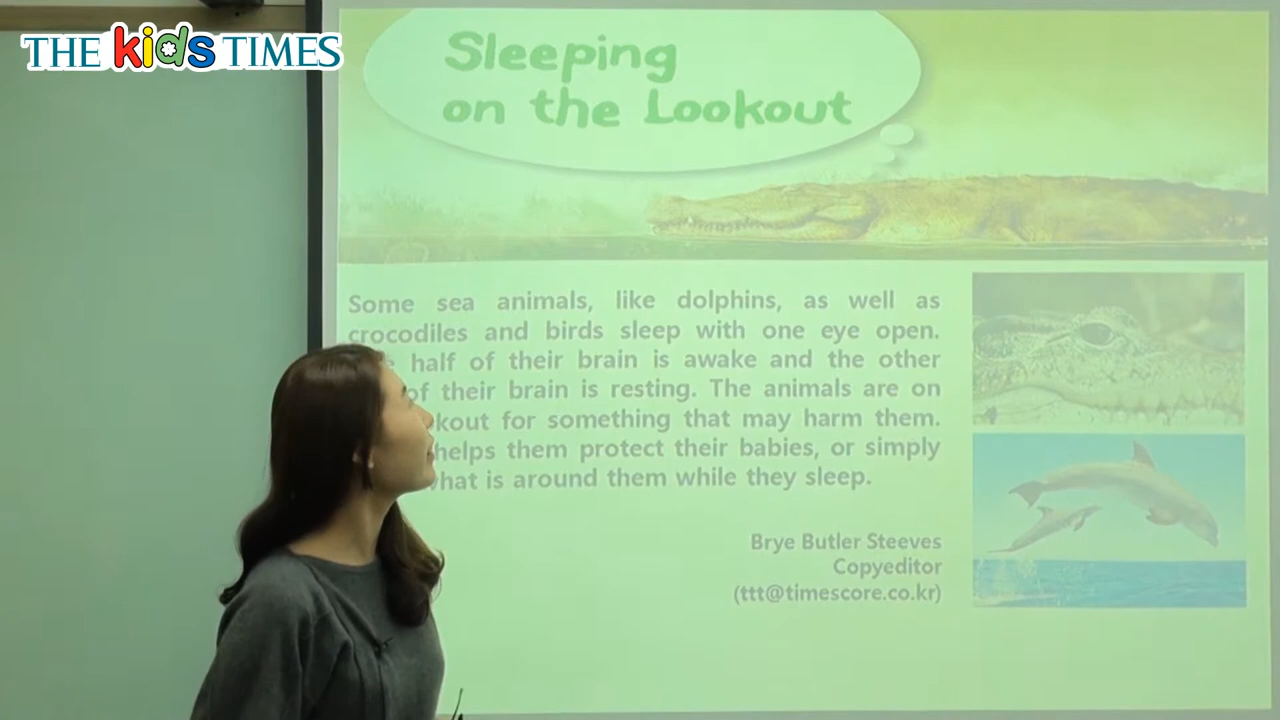 THE kids TIMES
Sleeping
on the Lookout
Some sea animals, like dolphins, as well as
crocodiles and birds sleep with one eye open.
half of their brain is awake and the other
of their brain is resting. The animals are on
for something that may harm them.
helps them protect their babies, or simply
is around them while they sleep.
Brye Butler Steeves
Copyeditor
(ttt@timescore.co.kr)